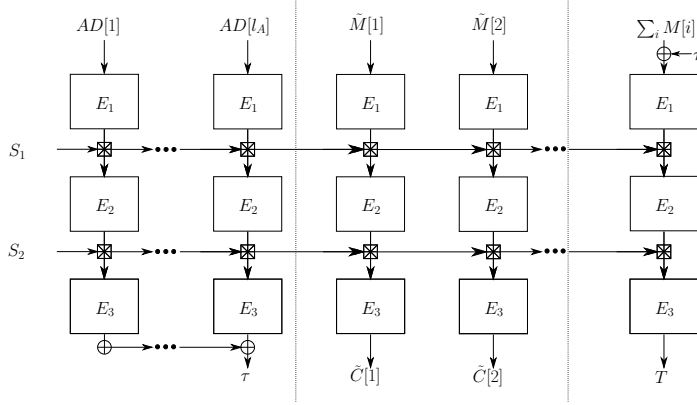 AD[1] AD[l_A] M̃[1] M̃[2] ∑_i M[i]
τ
E_1 E_1 E_1 E_1 E_1
S_1
E_2 E_2 E_2 E_2 E_2
S_2
E_3 E_3 E_3 E_3 E_3
τ C̃[1] C̃[2] T